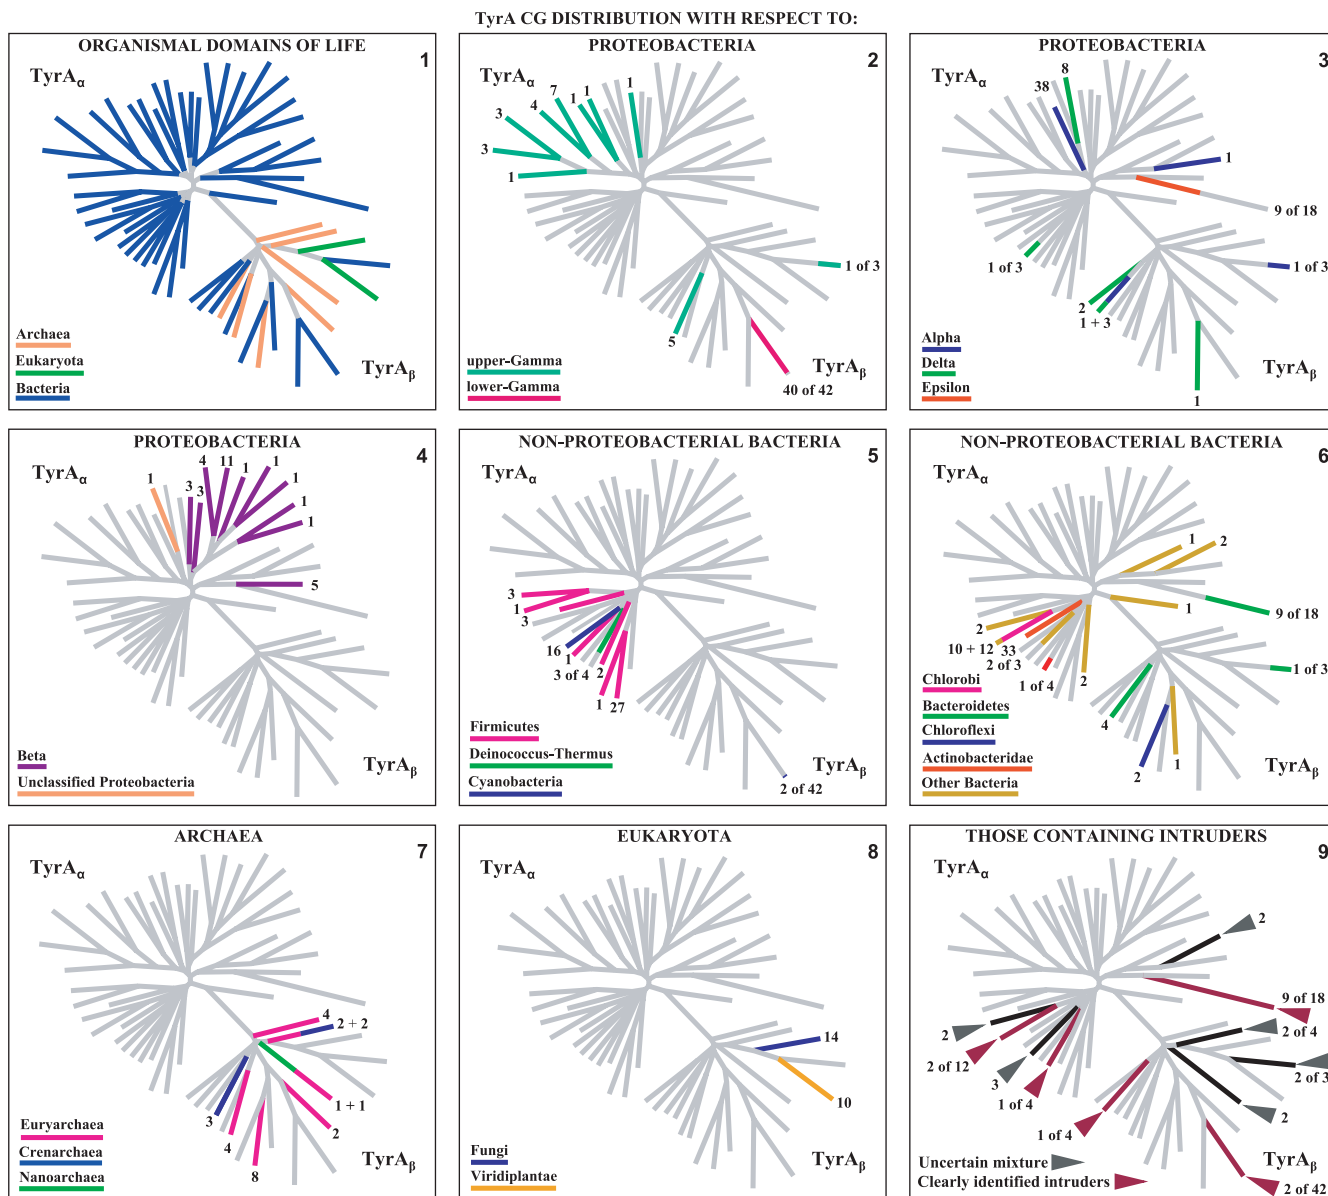 TyrA CG DISTRIBUTION WITH RESPECT TO:
ORGANISMAL DOMAINS OF LIFE
1
TyrAα
Archaea
Eukaryota
Bacteria
TyrAβ
PROTEOBACTERIA
2
TyrAα
1
7
1 1
4
3
3
1
1 of 3
5
upper-Gamma
lower-Gamma
TyrAβ
40 of 42
PROTEOBACTERIA
3
TyrAα
8
38
1
9 of 18
1 of 3
1 of 3
2
1 + 3
Alpha
Delta
Epsilon
TyrAβ
1
PROTEOBACTERIA
4
TyrAα
4 11 1 1
1
3 3
1
1
1
5
Beta
Unclassified Proteobacteria
TyrAβ
NON-PROTEOBACTERIAL BACTERIA
5
TyrAα
3
1
3
16
1
3 of 4
2
1 27
Firmicutes
Deinococcus-Thermus
Cyanobacteria
TyrAβ
2 of 42
NON-PROTEOBACTERIAL BACTERIA
6
TyrAα
1 2
1
9 of 18
2
10 + 12
33
2 of 3
1 of 4
2
1 of 3
4
2
1
Chlorobi
Bacteroidetes
Chloroflexi
Actinobacteridae
Other Bacteria
TyrAβ
ARCHAEA
7
TyrAα
4
2 + 2
1 + 1
2
3
4
8
Euryarchaea
Crenarchaea
Nanoarchaea
TyrAβ
EUKARYOTA
8
TyrAα
14
10
Fungi
Viridiplantae
TyrAβ
THOSE CONTAINING INTRUDERS
9
TyrAα
2
9 of 18
2 of 4
2
2 of 12
3
1 of 4
2 of 3
2
1 of 4
Uncertain mixture
Clearly identified intruders
TyrAβ
2 of 42